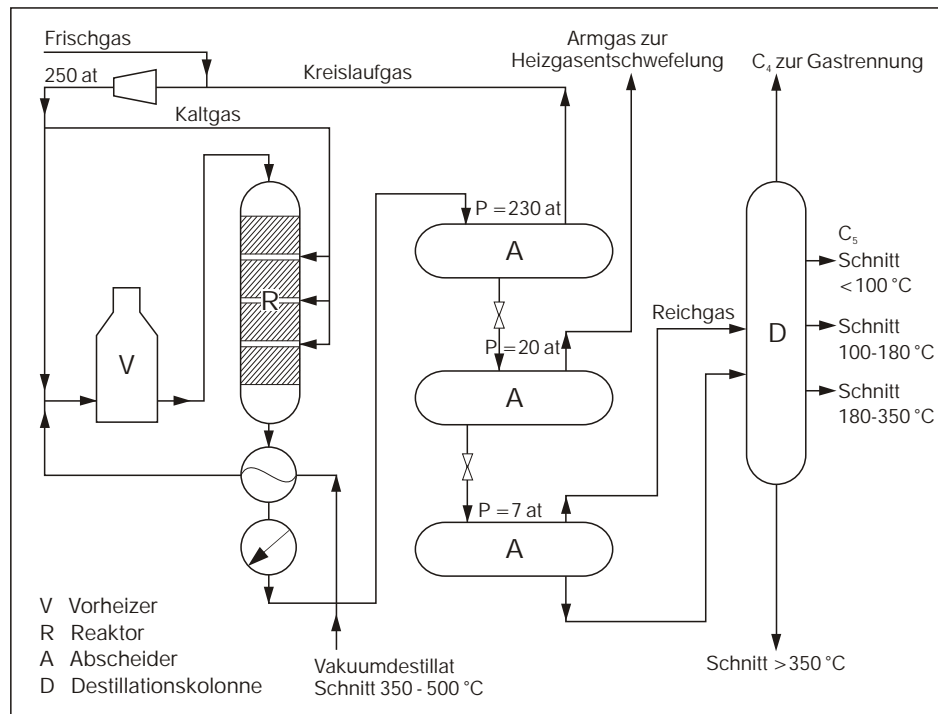 Frischgas
250 at
Kreislaufgas
Kaltgas
Armgas zur
Heizgasentschwefelung
C₄ zur Gastrennung
P = 230 at
A
R
V
P = 20 at
A
Reichgas
D
C₅
Schnitt
<100 °C
Schnitt
100-180 °C
Schnitt
180-350 °C
P = 7 at
A
V Vorheizer
R Reaktor
A Abscheider
D Destillationskolonne
Vakuumdestillat
Schnitt 350 - 500 °C
Schnitt >350 °C